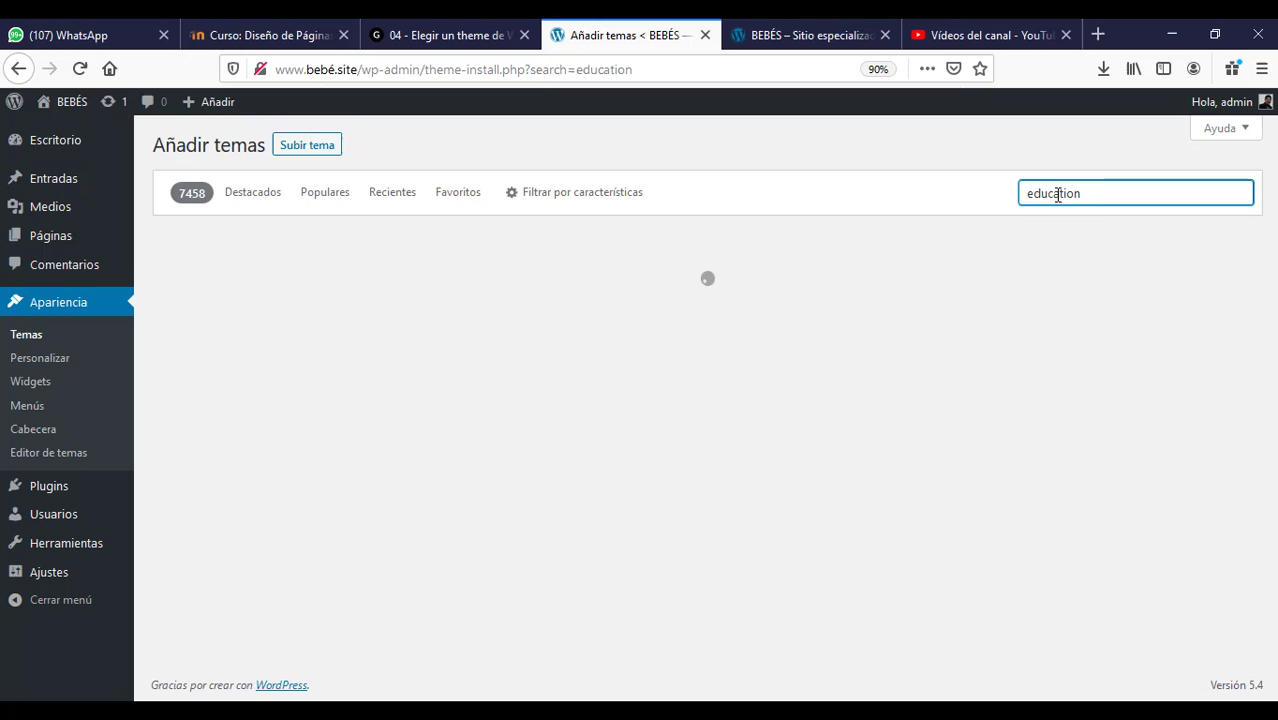 (107) WhatsApp
Curso: Diseño de Página
04 - Elegir un theme de W
Añadir temas < BEBÉS —
BEBÉS – Sitio especializa
Vídeos del canal - YouTu
www.bebé.site/wp-admin/theme-install.php?search=education
90%
BEBÉS
1
0
Añadir
Hola, admin
Ayuda
Escritorio
Entradas
Medios
Páginas
Comentarios
Apariencia
Temas
Personalizar
Widgets
Menús
Cabecera
Editor de temas
Plugins
Usuarios
Herramientas
Ajustes
Cerrar menú
Añadir temas
Subir tema
7458
Destacados
Populares
Recientes
Favoritos
Filtrar por características
education
Gracias por crear con WordPress.
Versión 5.4